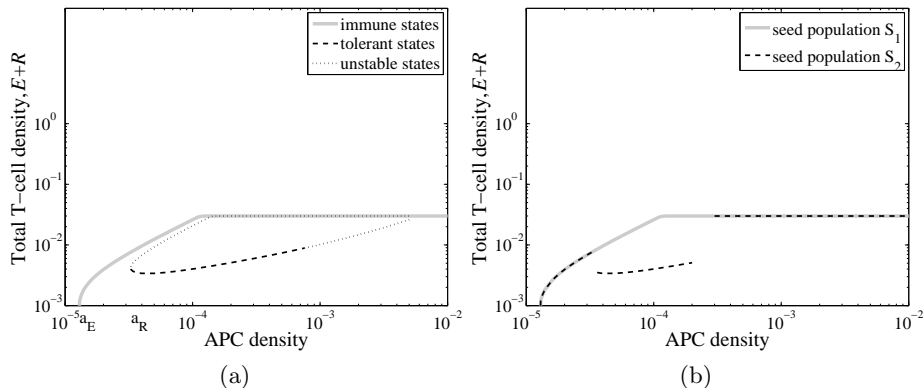 immune states
tolerant states
unstable states
Total T−cell density, E+R
10^0
10^−1
10^−2
10^−3
10^−5
a_E
a_R
10^−4
10^−3
10^−2
APC density
(a)
seed population S_1
seed population S_2
Total T−cell density, E+R
10^0
10^−1
10^−2
10^−3
10^−5
10^−4
10^−3
10^−2
APC density
(b)